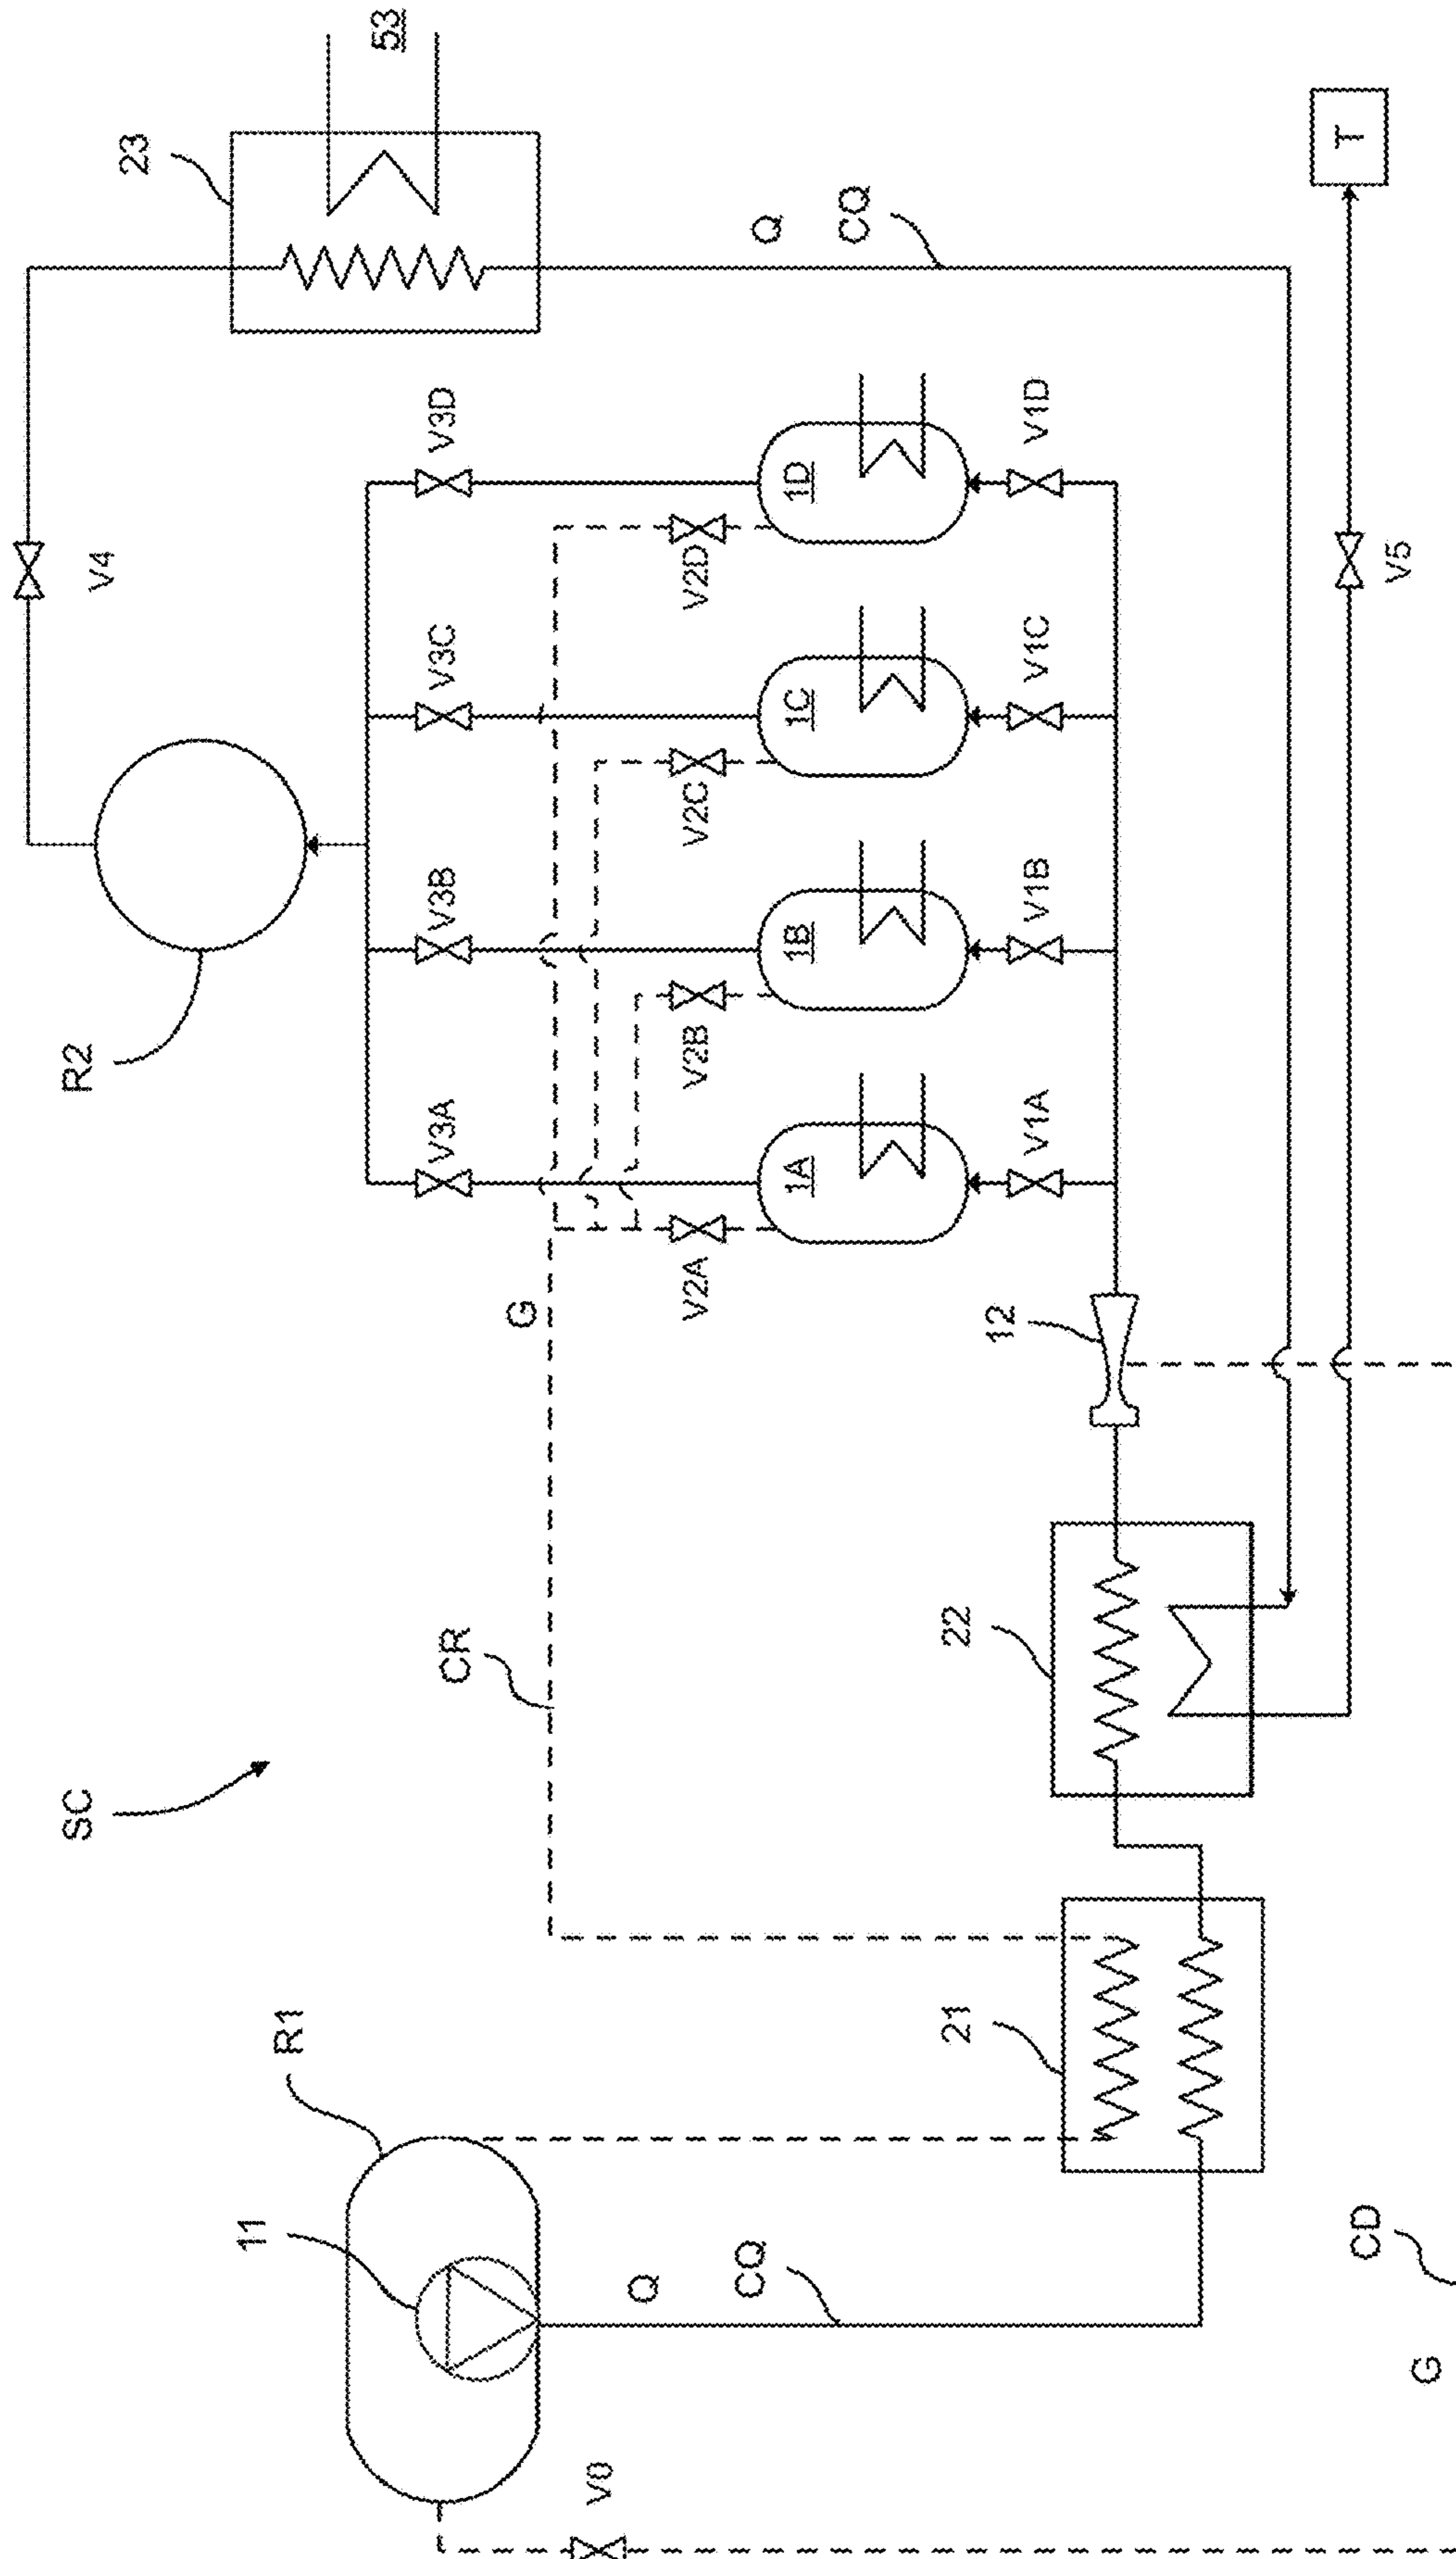 SC
R2
V4
23
53
R1
11
CR
G
V3A
V3B
V3C
V3D
V2A
V2B
V2C
V2D
1A
1B
1C
1D
V1A
V1B
V1C
V1D
Q
CQ
21
22
12
Q
CQ
V5
T
CD
G